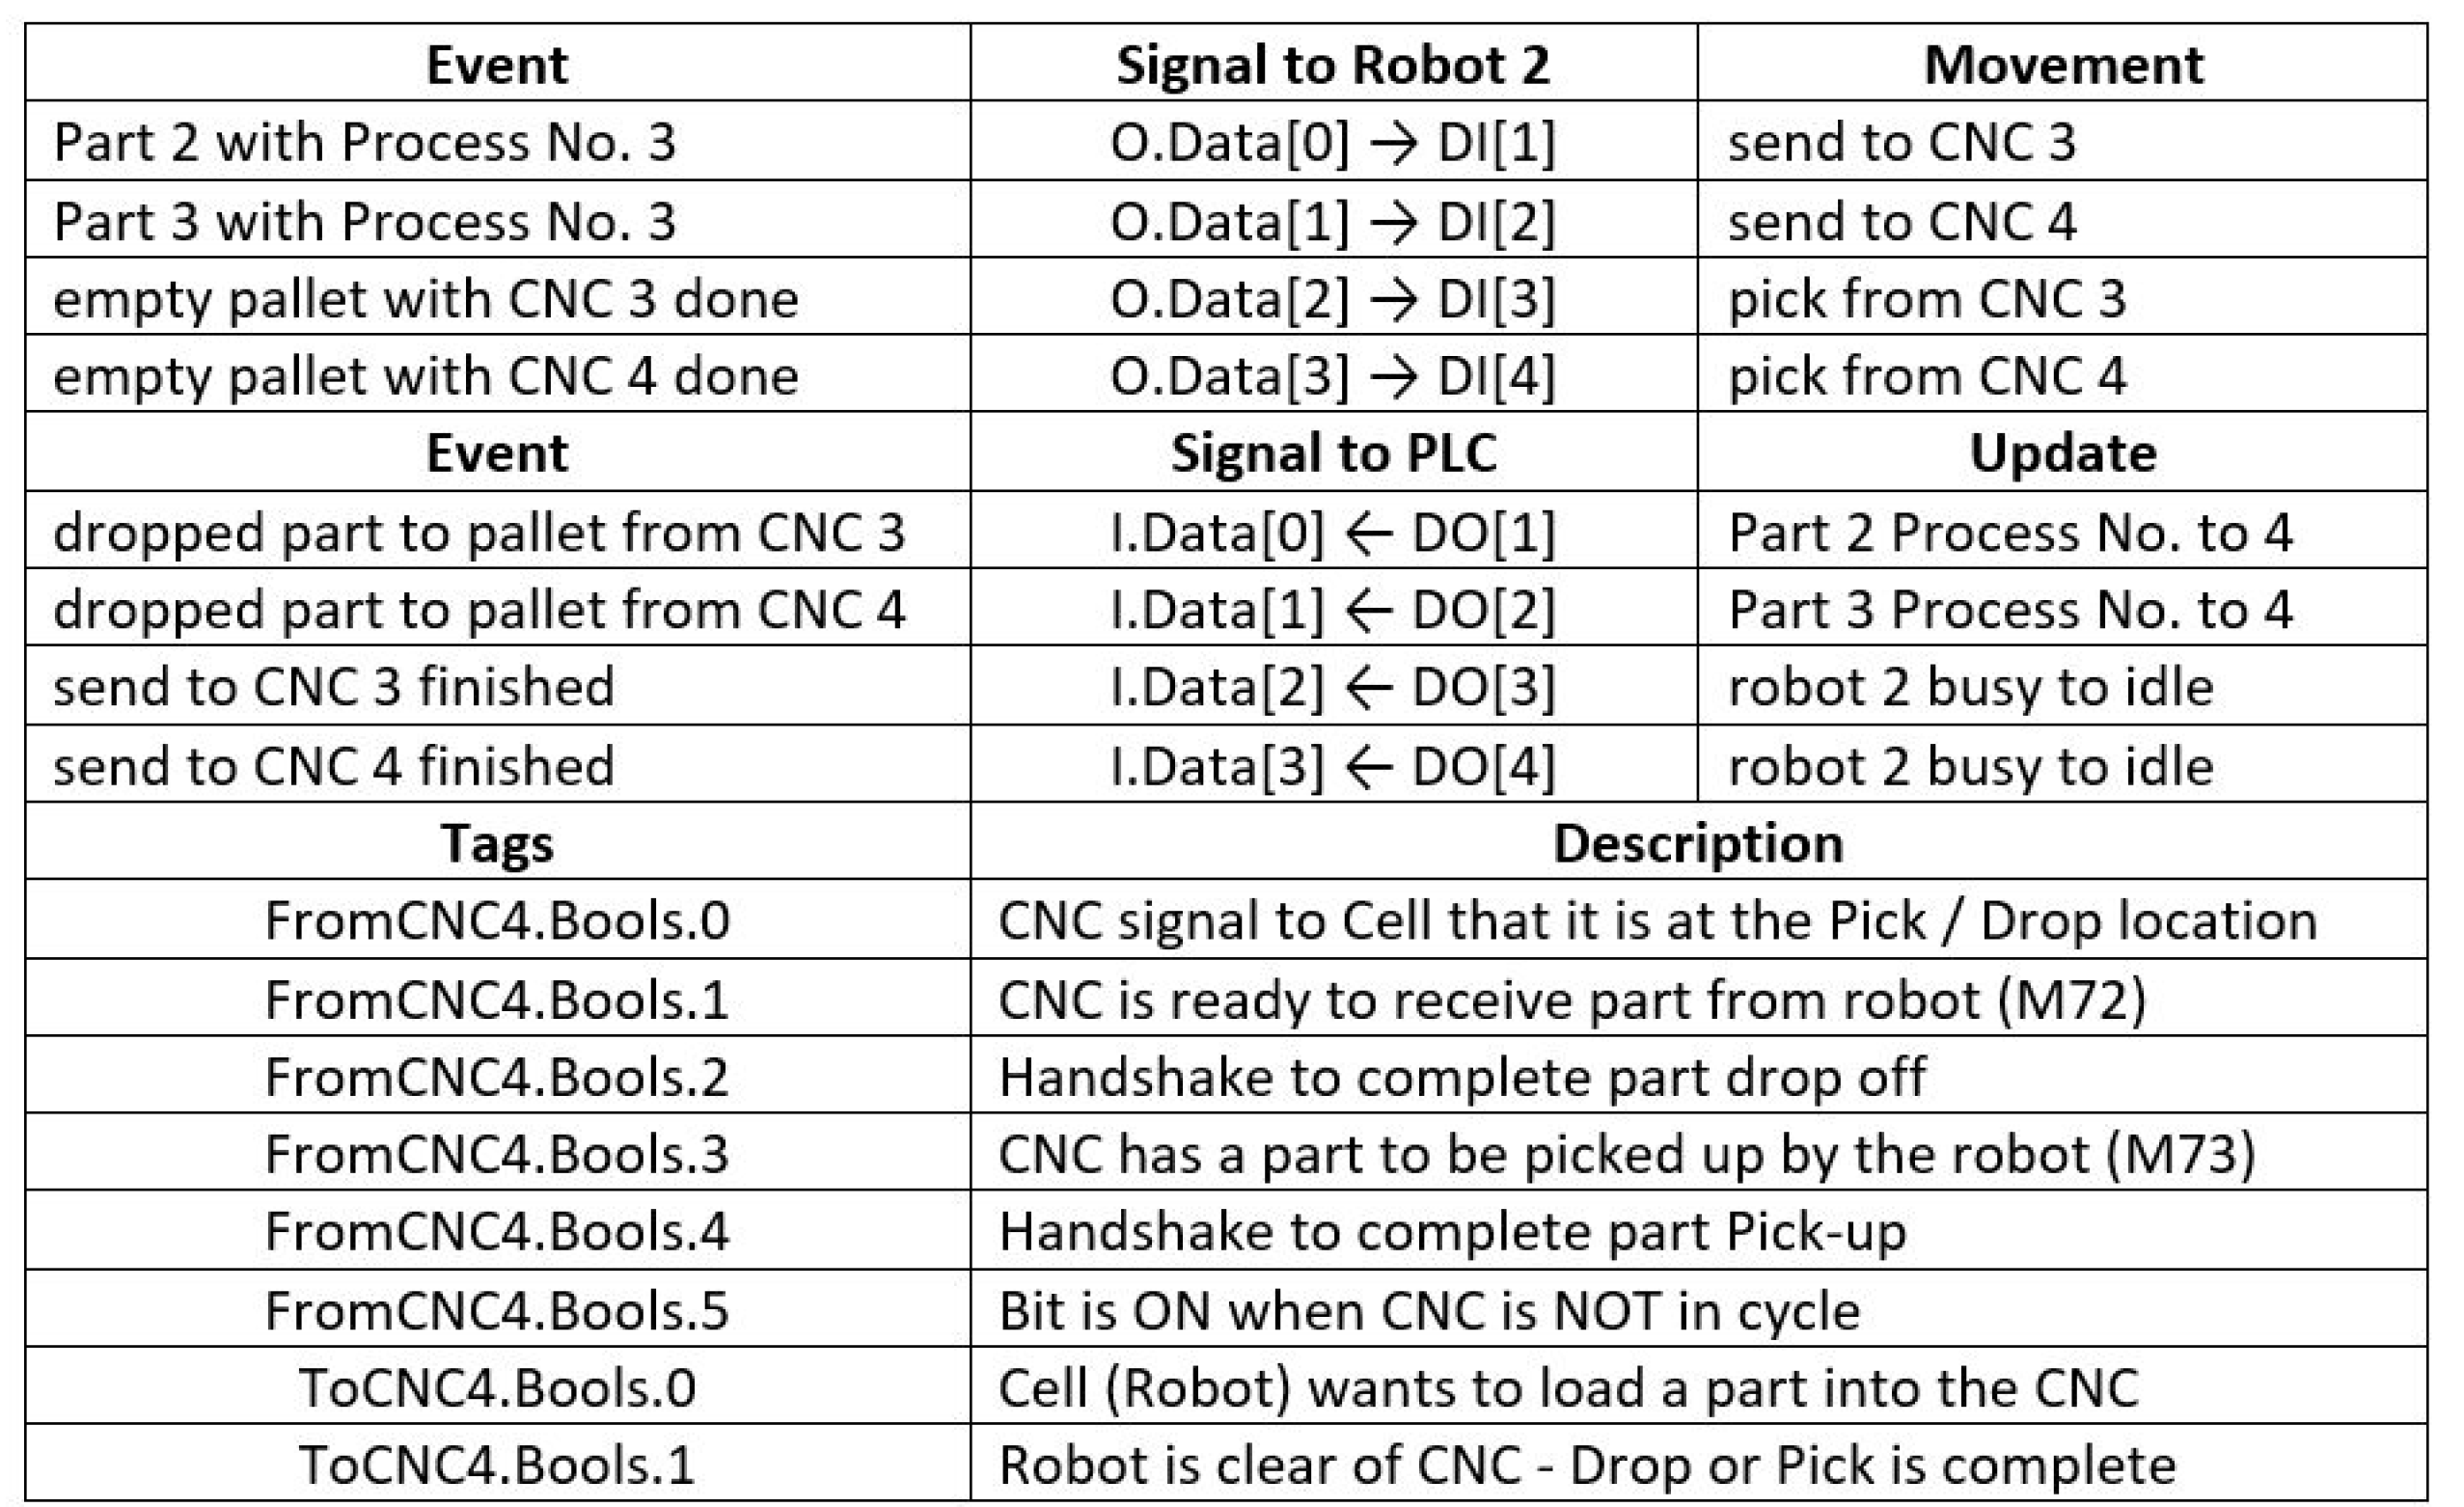 Event Signal to Robot 2 Movement
Part 2 with Process No. 3 O.Data[0] → DI[1] send to CNC 3
Part 3 with Process No. 3 O.Data[1] → DI[2] send to CNC 4
empty pallet with CNC 3 done O.Data[2] → DI[3] pick from CNC 3
empty pallet with CNC 4 done O.Data[3] → DI[4] pick from CNC 4
Event Signal to PLC Update
dropped part to pallet from CNC 3 I.Data[0] ← DO[1] Part 2 Process No. to 4
dropped part to pallet from CNC 4 I.Data[1] ← DO[2] Part 3 Process No. to 4
send to CNC 3 finished I.Data[2] ← DO[3] robot 2 busy to idle
send to CNC 4 finished I.Data[3] ← DO[4] robot 2 busy to idle
Tags Description
FromCNC4.Bools.0 CNC signal to Cell that it is at the Pick / Drop location
FromCNC4.Bools.1 CNC is ready to receive part from robot (M72)
FromCNC4.Bools.2 Handshake to complete part drop off
FromCNC4.Bools.3 CNC has a part to be picked up by the robot (M73)
FromCNC4.Bools.4 Handshake to complete part Pick-up
FromCNC4.Bools.5 Bit is ON when CNC is NOT in cycle
ToCNC4.Bools.0 Cell (Robot) wants to load a part into the CNC
ToCNC4.Bools.1 Robot is clear of CNC - Drop or Pick is complete